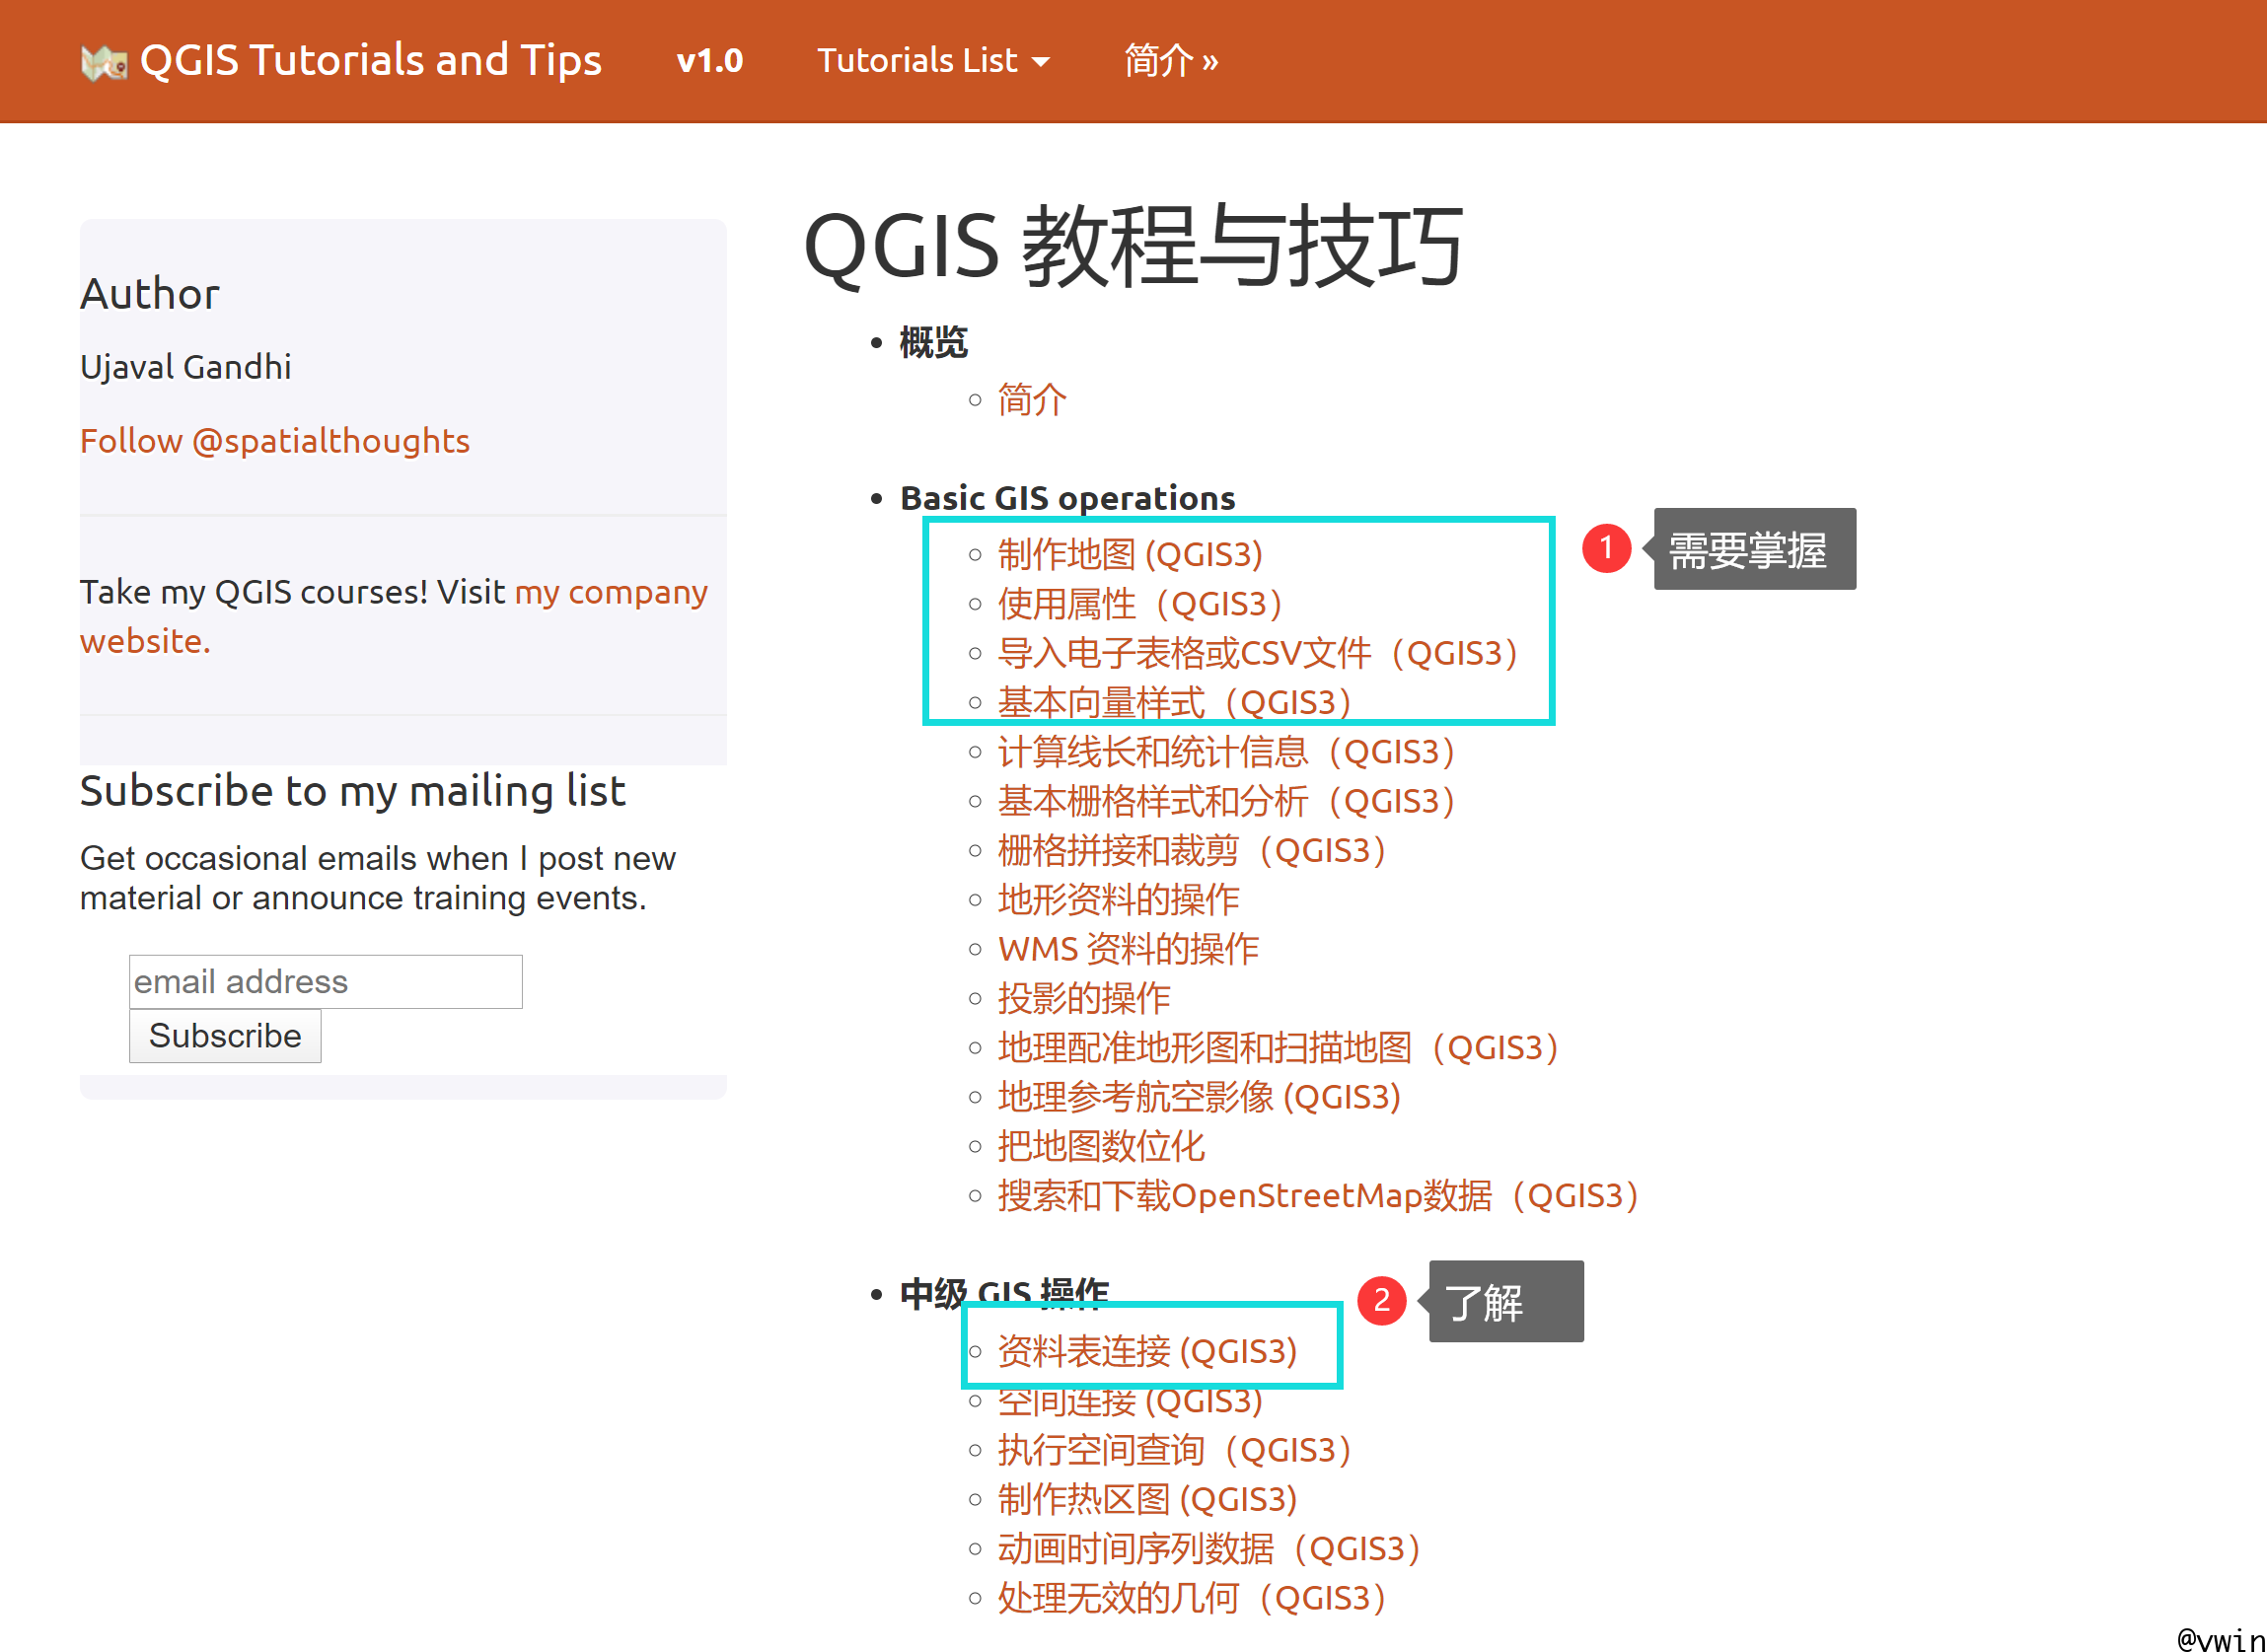 QGIS Tutorials and Tips v1.0 Tutorials List 简介 »
Author
Ujaval Gandhi
Follow @spatialthoughts
Take my QGIS courses! Visit my company
website.
Subscribe to my mailing list
Get occasional emails when I post new
material or announce training events.
email address
Subscribe
QGIS 教程与技巧
概览
简介
Basic GIS operations
制作地图 (QGIS3)
1 需要掌握
使用属性（QGIS3）
导入电子表格或CSV文件（QGIS3）
基本向量样式（QGIS3）
计算线长和统计信息（QGIS3）
基本栅格样式和分析（QGIS3）
栅格拼接和裁剪（QGIS3）
地形资料的操作
WMS 资料的操作
投影的操作
地理配准地形图和扫描地图（QGIS3）
地理参考航空影像 (QGIS3)
把地图数位化
搜索和下载OpenStreetMap数据（QGIS3）
中级 GIS 操作
2 了解
资料表连接 (QGIS3)
空间连接 (QGIS3)
执行空间查询（QGIS3）
制作热区图 (QGIS3)
动画时间序列数据（QGIS3）
处理无效的几何（QGIS3）